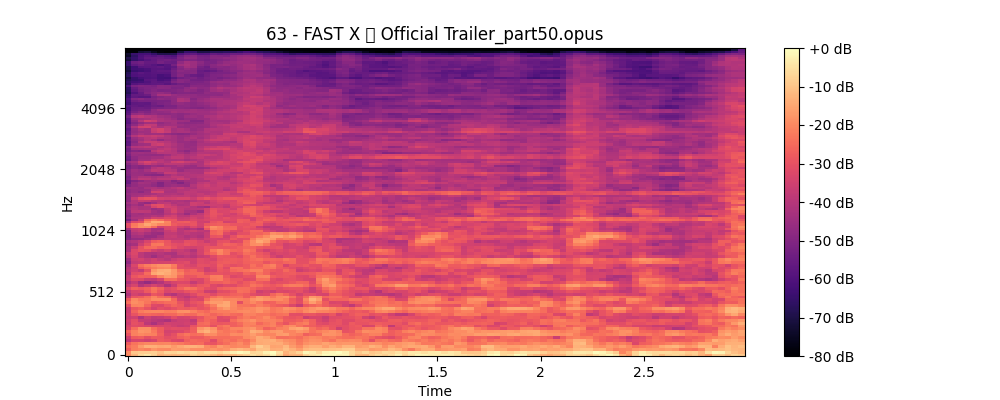 63 - FAST X ▯ Official Trailer_part50.opus
Hz
4096
2048
1024
512
0
0
0.5
1
1.5
2
2.5
Time
+0 dB
-10 dB
-20 dB
-30 dB
-40 dB
-50 dB
-60 dB
-70 dB
-80 dB